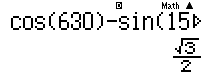 D Math ▲
cos(630)-sin(15▶
√3/2